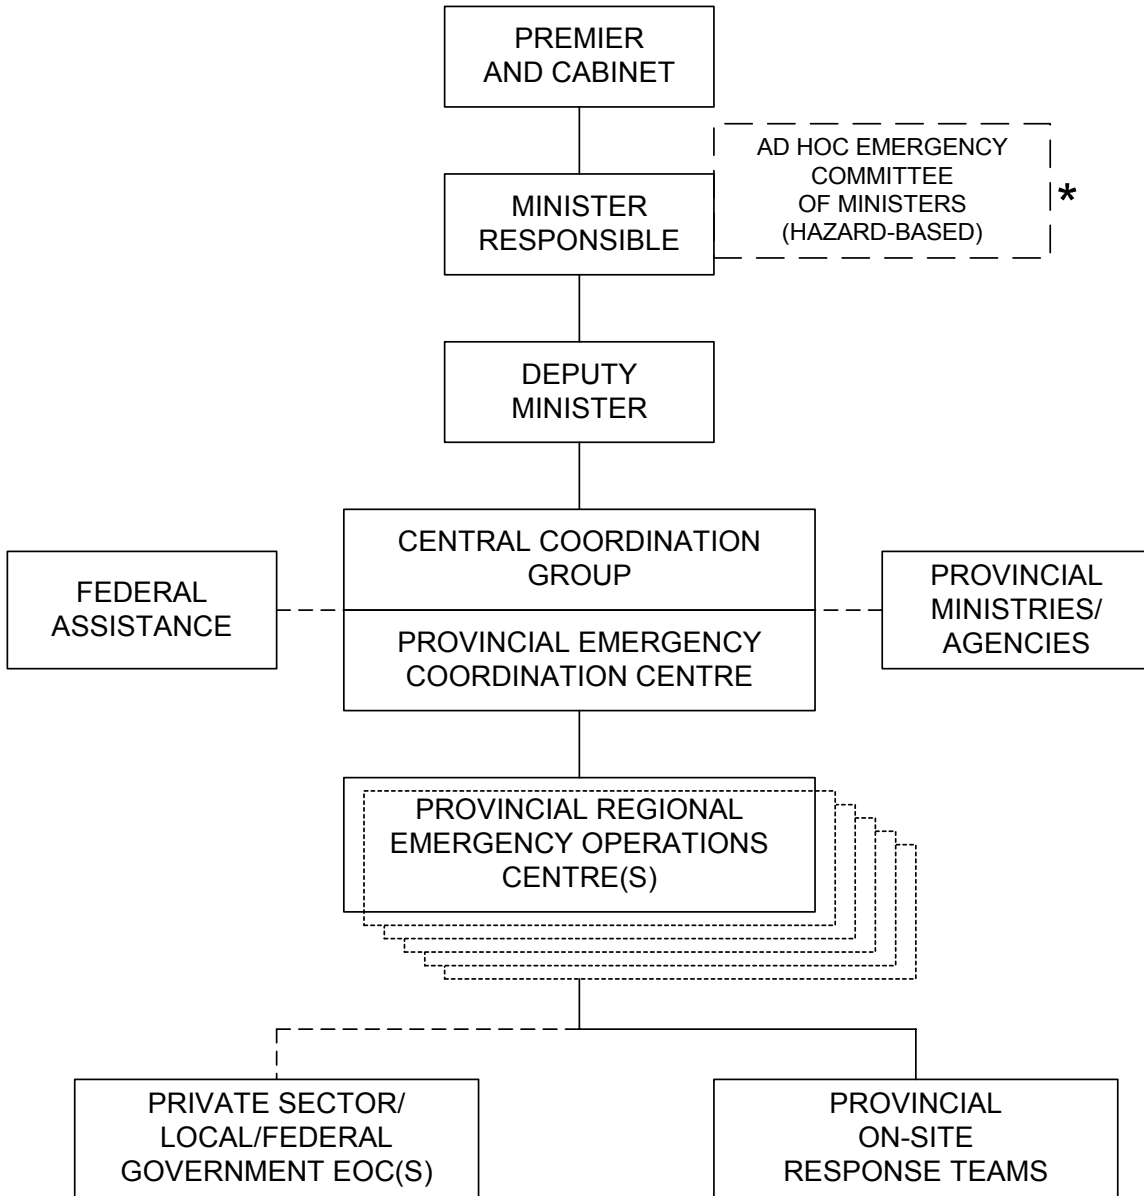 PREMIER
AND CABINET
AD HOC EMERGENCY
COMMITTEE
OF MINISTERS
(HAZARD-BASED)
*
MINISTER
RESPONSIBLE
DEPUTY
MINISTER
CENTRAL COORDINATION
GROUP
FEDERAL
ASSISTANCE
PROVINCIAL
MINISTRIES/
AGENCIES
PROVINCIAL EMERGENCY
COORDINATION CENTRE
PROVINCIAL REGIONAL
EMERGENCY OPERATIONS
CENTRE(S)
PRIVATE SECTOR/
LOCAL/FEDERAL
GOVERNMENT EOC(S)
PROVINCIAL
ON-SITE
RESPONSE TEAMS